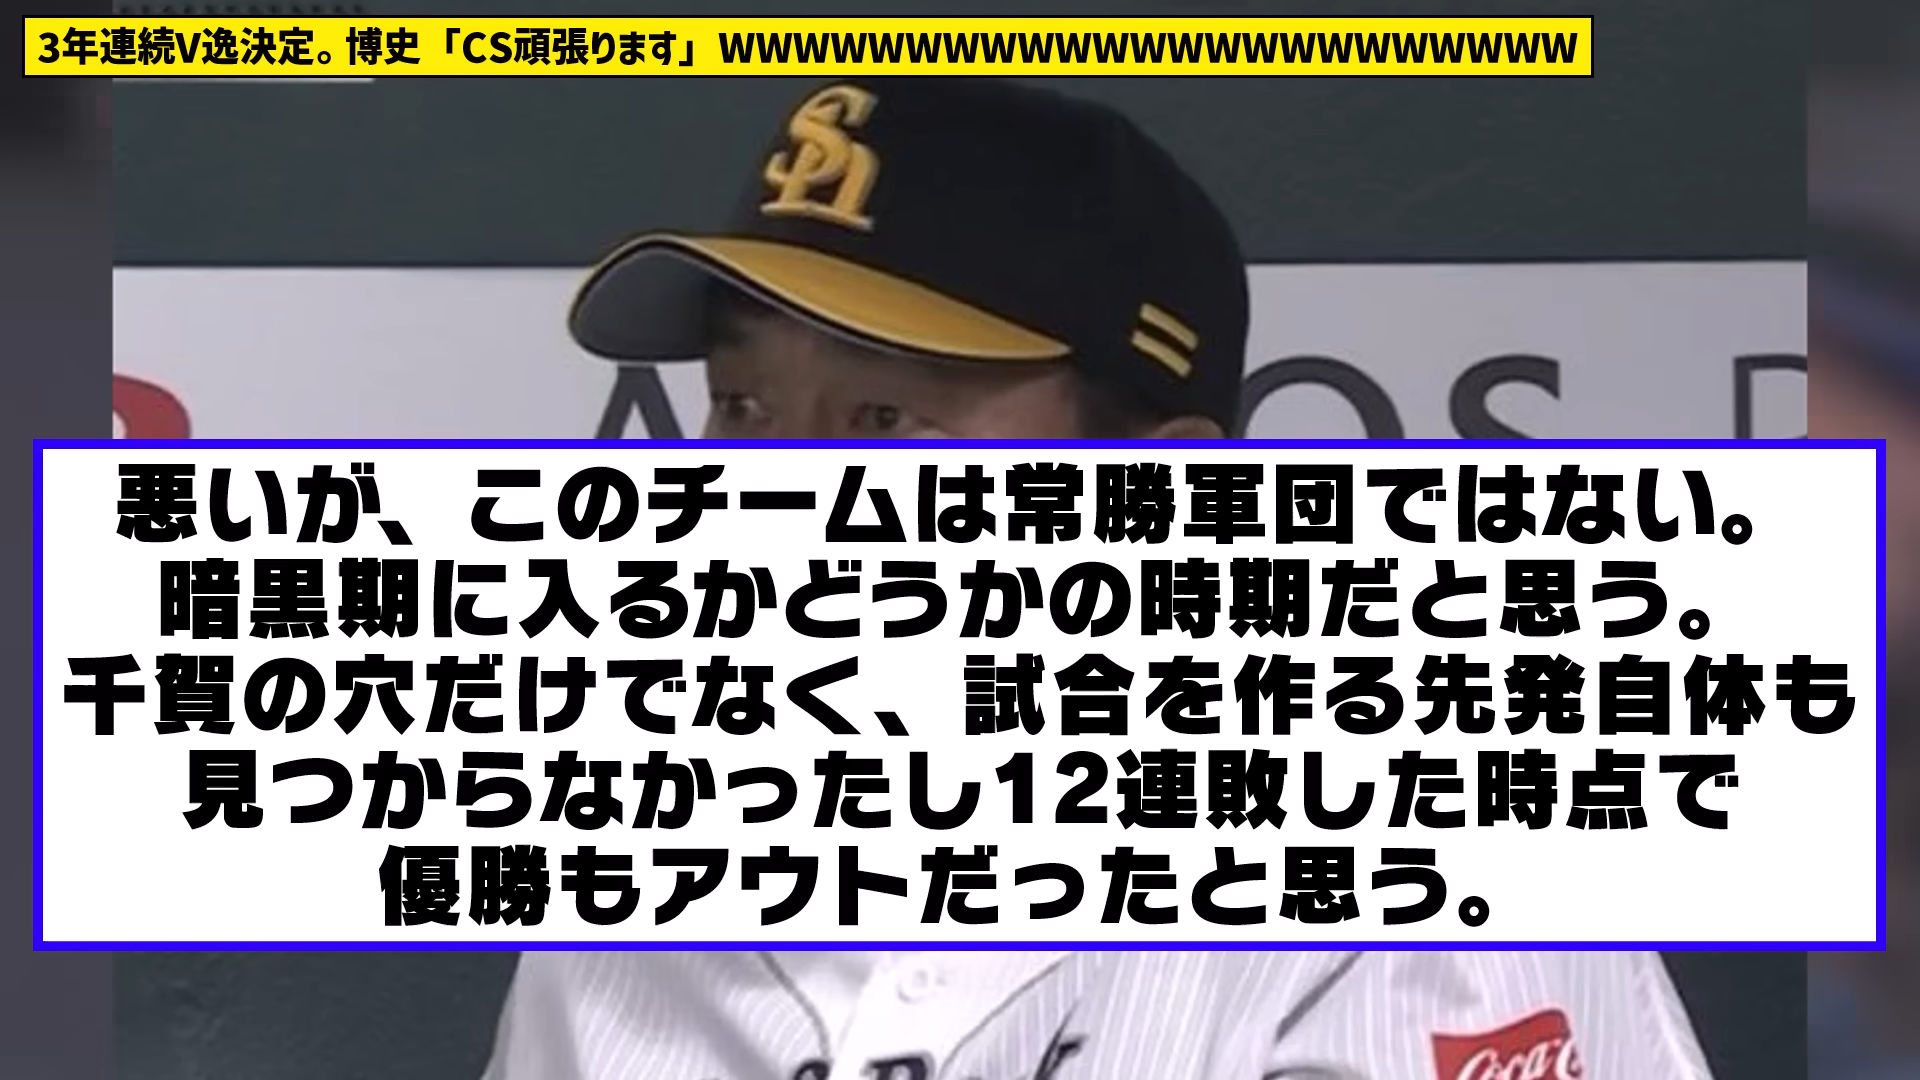 3年連続V逸決定。博史「CS頑張ります」WWWWWWWWWWWWWWWWWWWWWWW
SH
悪いが、このチームは常勝軍団ではない。
暗黒期に入るかどうかの時期だと思う。
千賀の穴だけでなく、試合を作る先発自体も
見つからなかったし12連敗した時点で
優勝もアウトだったと思う。
Coca-C